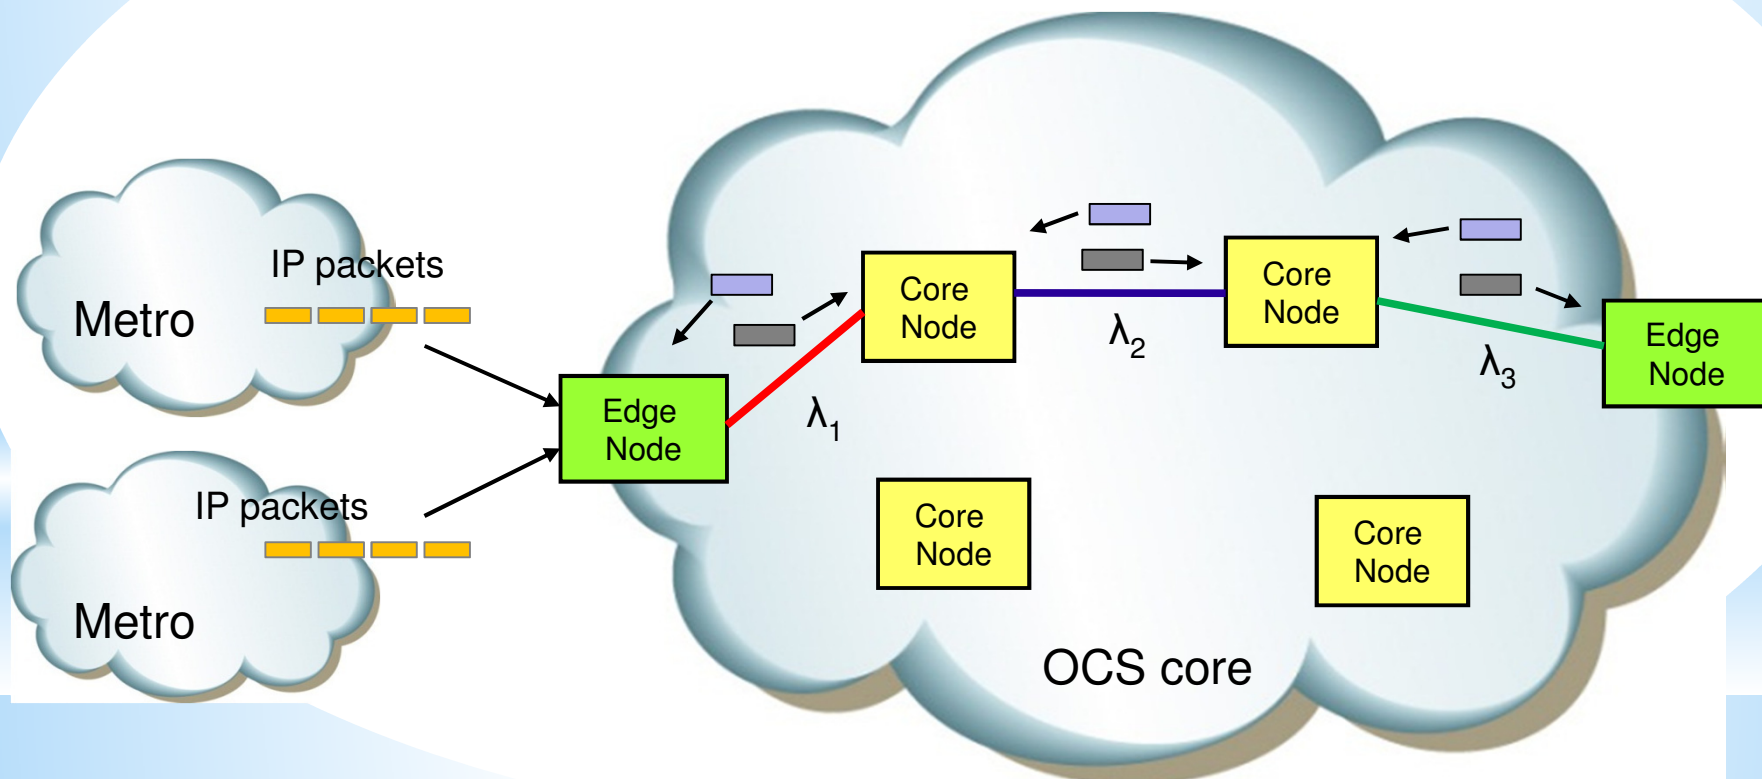 IP packets
Metro
IP packets
Metro
Edge
Node
λ1
Core
Node
λ2
Core
Node
λ3
Edge
Node
Core
Node
Core
Node
OCS core